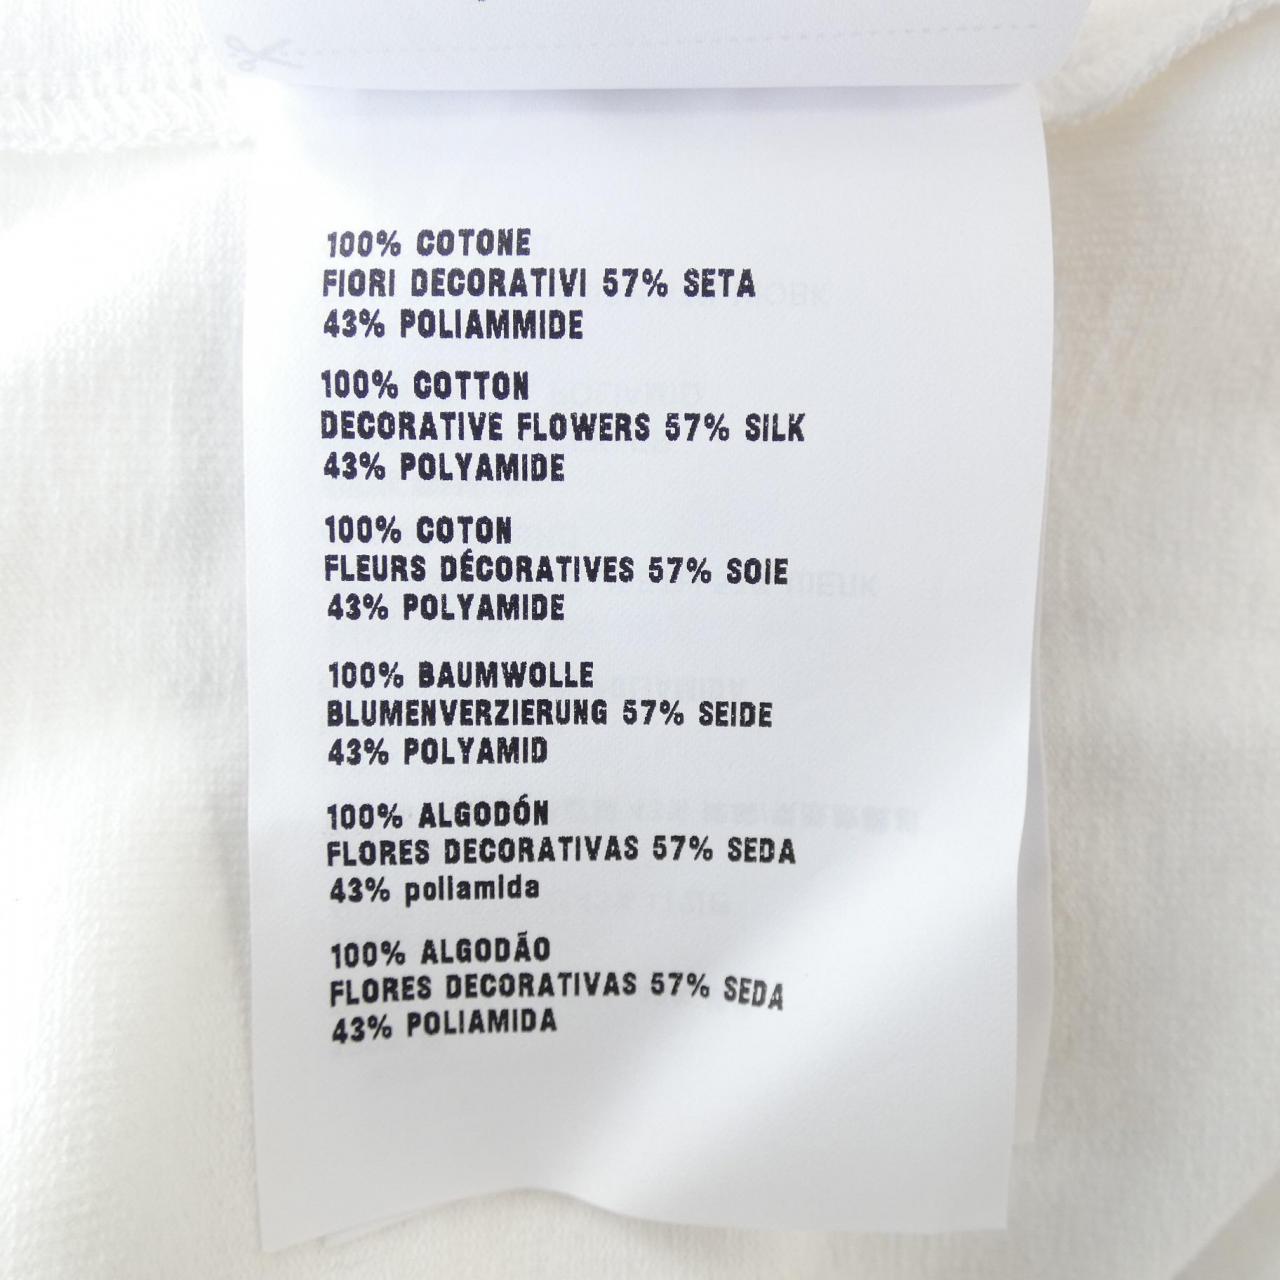 100% COTONE
FIORI DECORATIVI 57% SETA
43% POLIAMMIDE
100% COTTON
DECORATIVE FLOWERS 57% SILK
43% POLYAMIDE
100% COTON
FLEURS DÉCORATIVES 57% SOIE
43% POLYAMIDE
100% BAUMWOLLE
BLUMENVERZIERUNG 57% SEIDE
43% POLYAMID
100% ALGODÓN
FLORES DECORATIVAS 57% SEDA
43% poliamida
100% ALGODÃO
FLORES DECORATIVAS 57% SEDA
43% POLIAMIDA